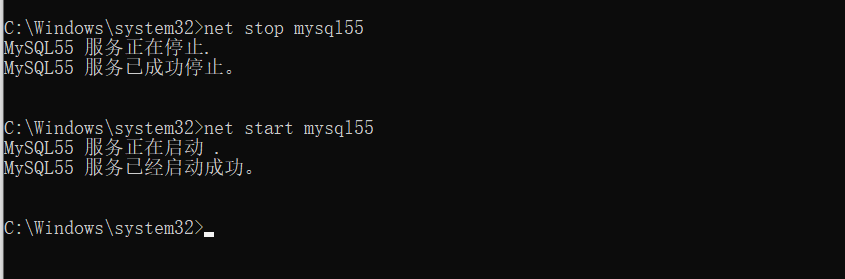 C:\Windows\system32>net stop mysql55
MySQL55 服务正在停止.
MySQL55 服务已成功停止。
C:\Windows\system32>net start mysql55
MySQL55 服务正在启动 .
MySQL55 服务已经启动成功。
C:\Windows\system32>